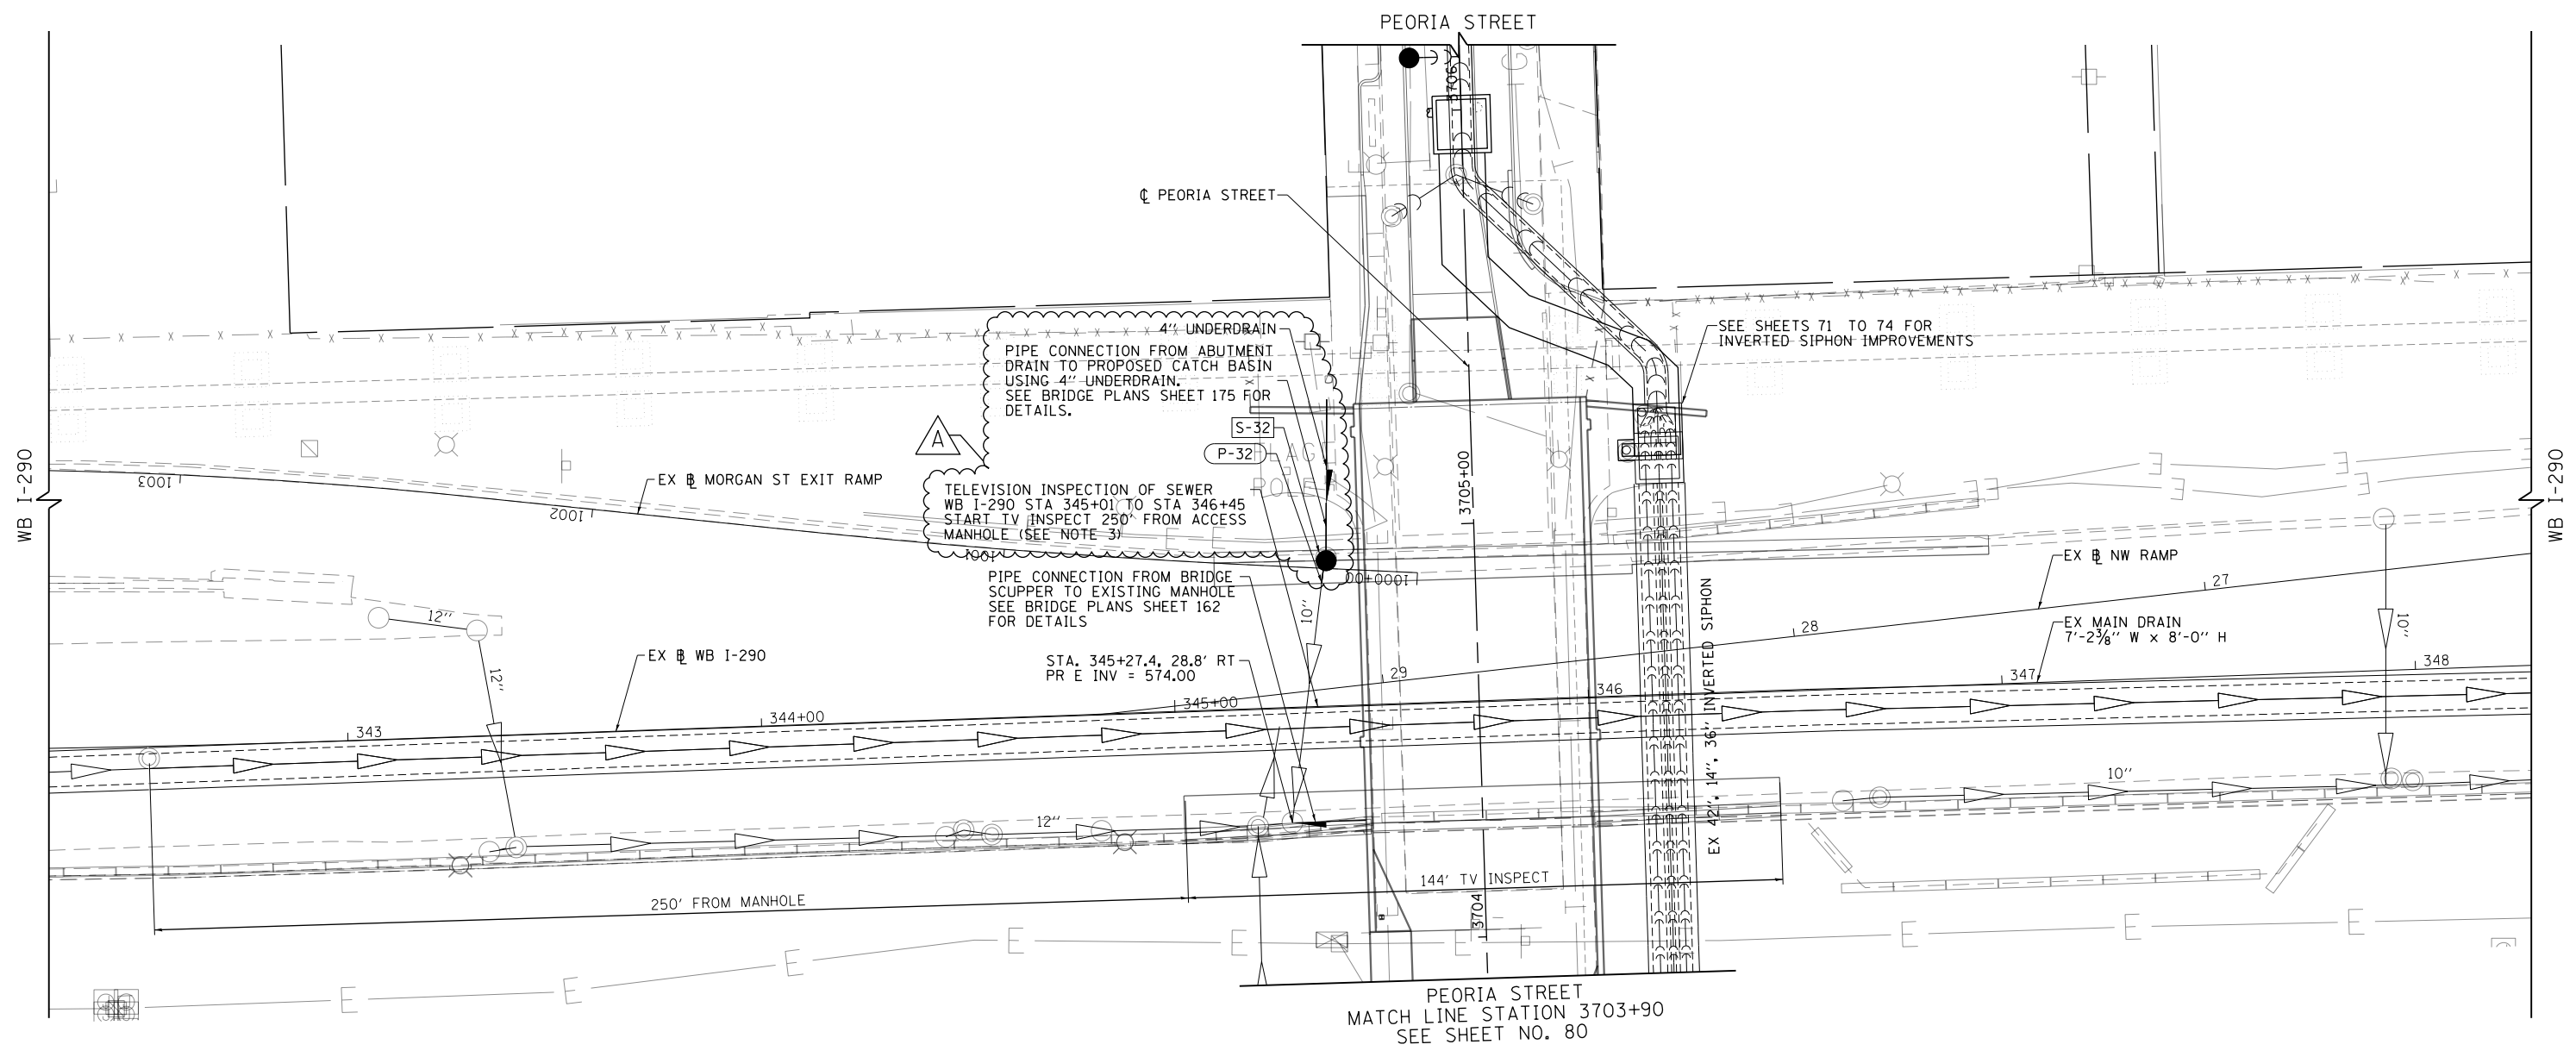 PEORIA STREET
3706
℄ PEORIA STREET
4" UNDERDRAIN
PIPE CONNECTION FROM ABUTMENT
DRAIN TO PROPOSED CATCH BASIN
USING 4" UNDERDRAIN.
SEE BRIDGE PLANS SHEET 175 FOR
DETAILS.
SEE SHEETS 71 TO 74 FOR
INVERTED SIPHON IMPROVEMENTS
S-32
P-32
A
FLAG
POLE
3705+00
WB I-290
WB I-290
EX BL MORGAN ST EXIT RAMP
1003
1002
1001
1000+00
TELEVISION INSPECTION OF SEWER
WB I-290 STA 345+01 TO STA 346+45
START TV INSPECT 250' FROM ACCESS
MANHOLE (SEE NOTE 3)
PIPE CONNECTION FROM BRIDGE
SCUPPER TO EXISTING MANHOLE
SEE BRIDGE PLANS SHEET 162
FOR DETAILS
10"
EX BL NW RAMP
27
28
29
EX MAIN DRAIN
7'-2⅜" W x 8'-0" H
10"
12"
12"
EX BL WB I-290
STA. 345+27.4, 28.8' RT
PR E INV = 574.00
343
344+00
345+00
346
347
348
EX 42", 14", 36" INVERTED SIPHON
12"
10"
250' FROM MANHOLE
144' TV INSPECT
3704
E
E
E
E
E
E
E
E
E
PEORIA STREET
MATCH LINE STATION 3703+90
SEE SHEET NO. 80